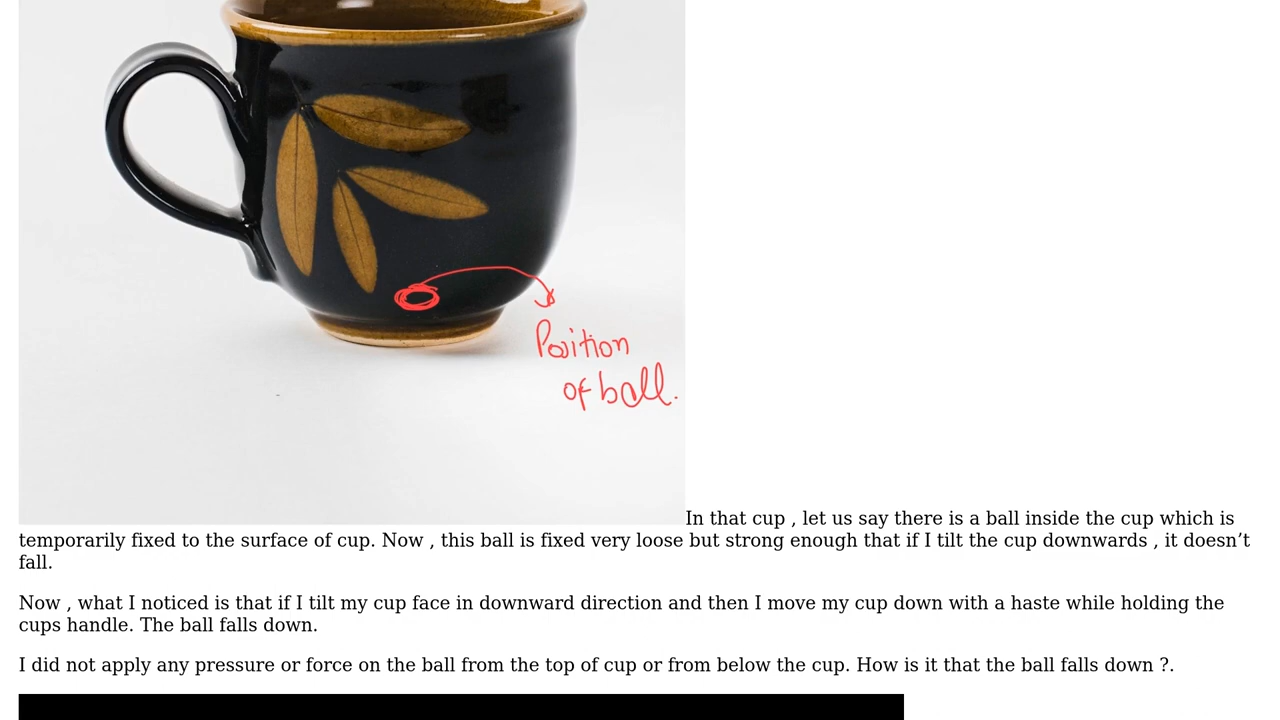 Position
of ball.
In that cup , let us say there is a ball inside the cup which is
temporarily fixed to the surface of cup. Now , this ball is fixed very loose but strong enough that if I tilt the cup downwards , it doesn’t
fall.
Now , what I noticed is that if I tilt my cup face in downward direction and then I move my cup down with a haste while holding the
cups handle. The ball falls down.
I did not apply any pressure or force on the ball from the top of cup or from below the cup. How is it that the ball falls down ?.